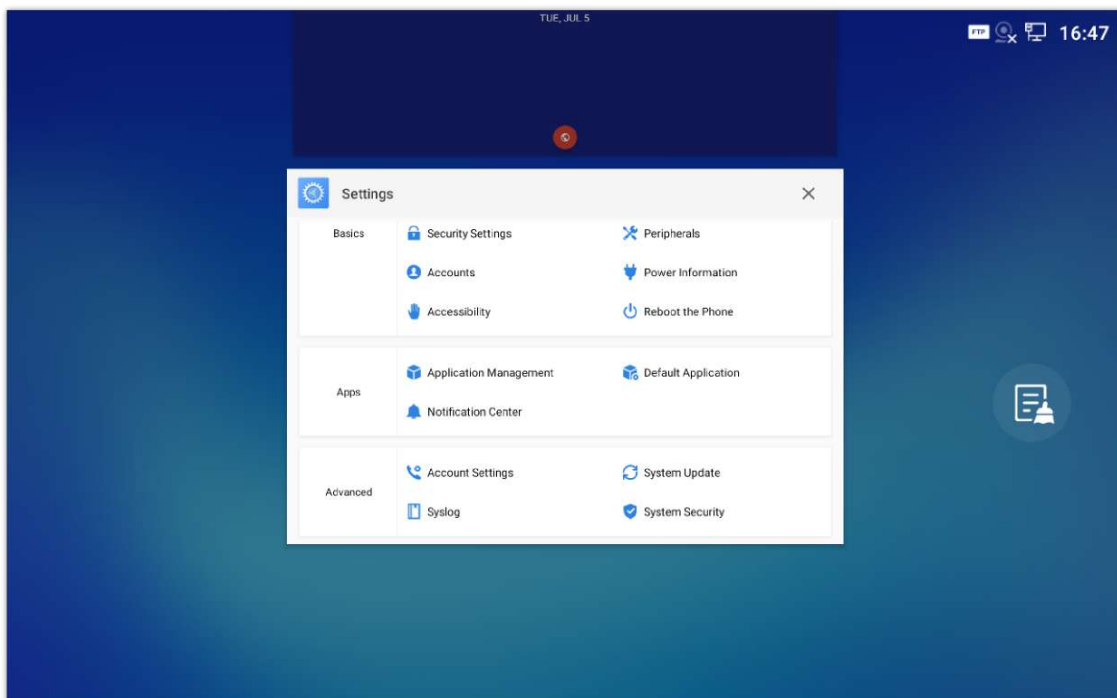 TUE, JUL 5
FTP 16:47
Settings
Basics
Security Settings
Peripherals
Accounts
Power Information
Accessibility
Reboot the Phone
Apps
Application Management
Default Application
Notification Center
Advanced
Account Settings
System Update
Syslog
System Security